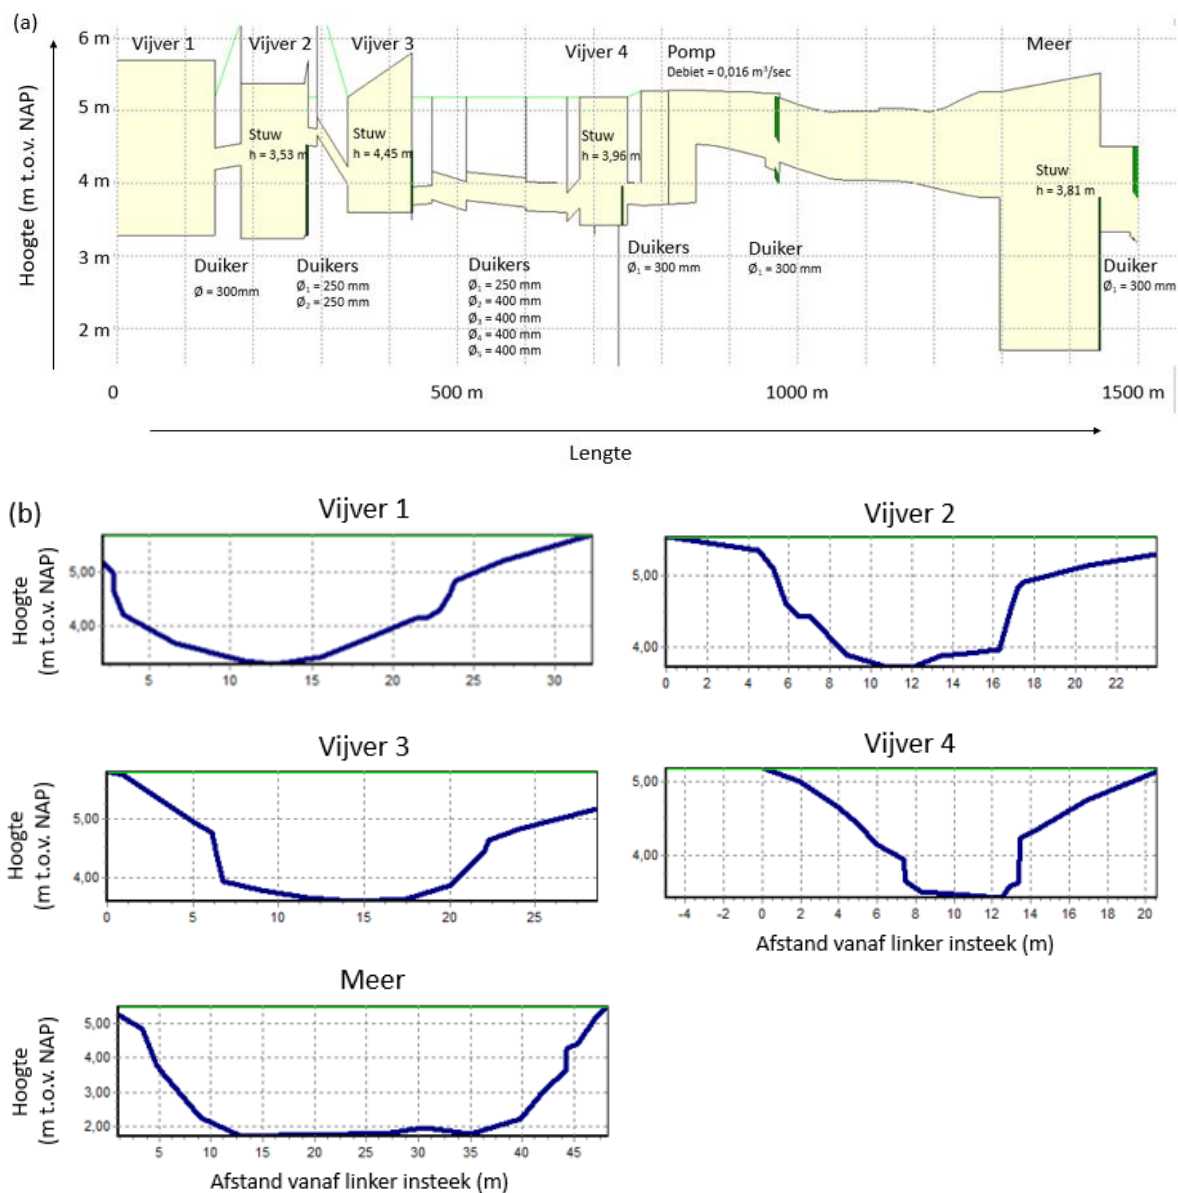 (a)
Hoogte (m t.o.v. NAP)
6 m
5 m
4 m
3 m
2 m
Vijver 1
Vijver 2
Vijver 3
Vijver 4
Pomp
Debiet = 0,016 m³/sec
Meer
Stuw
h = 3,53 m
Stuw
h = 4,45 m
Stuw
h = 3,96 m
Stuw
h = 3,81 m
Duiker
Ø = 300mm
Duikers
Ø₁ = 250 mm
Ø₂ = 250 mm
Duikers
Ø₁ = 250 mm
Ø₂ = 400 mm
Ø₃ = 400 mm
Ø₄ = 400 mm
Ø₅ = 400 mm
Duikers
Ø₁ = 300 mm
Duiker
Ø₁ = 300 mm
Duiker
Ø₁ = 300 mm
0 500 m 1000 m 1500 m
Lengte
(b)
Vijver 1
Hoogte
(m t.o.v. NAP)
5,00
4,00
5 10 15 20 25 30
Vijver 2
Hoogte
(m t.o.v. NAP)
5,00
4,00
0 2 4 6 8 10 12 14 16 18 20 22
Vijver 3
Hoogte
(m t.o.v. NAP)
5,00
4,00
0 5 10 15 20 25
Vijver 4
Hoogte
(m t.o.v. NAP)
5,00
4,00
-4 -2 0 2 4 6 8 10 12 14 16 18 20
Afstand vanaf linker insteek (m)
Meer
Hoogte
(m t.o.v. NAP)
5,00
4,00
3,00
2,00
5 10 15 20 25 30 35 40 45
Afstand vanaf linker insteek (m)